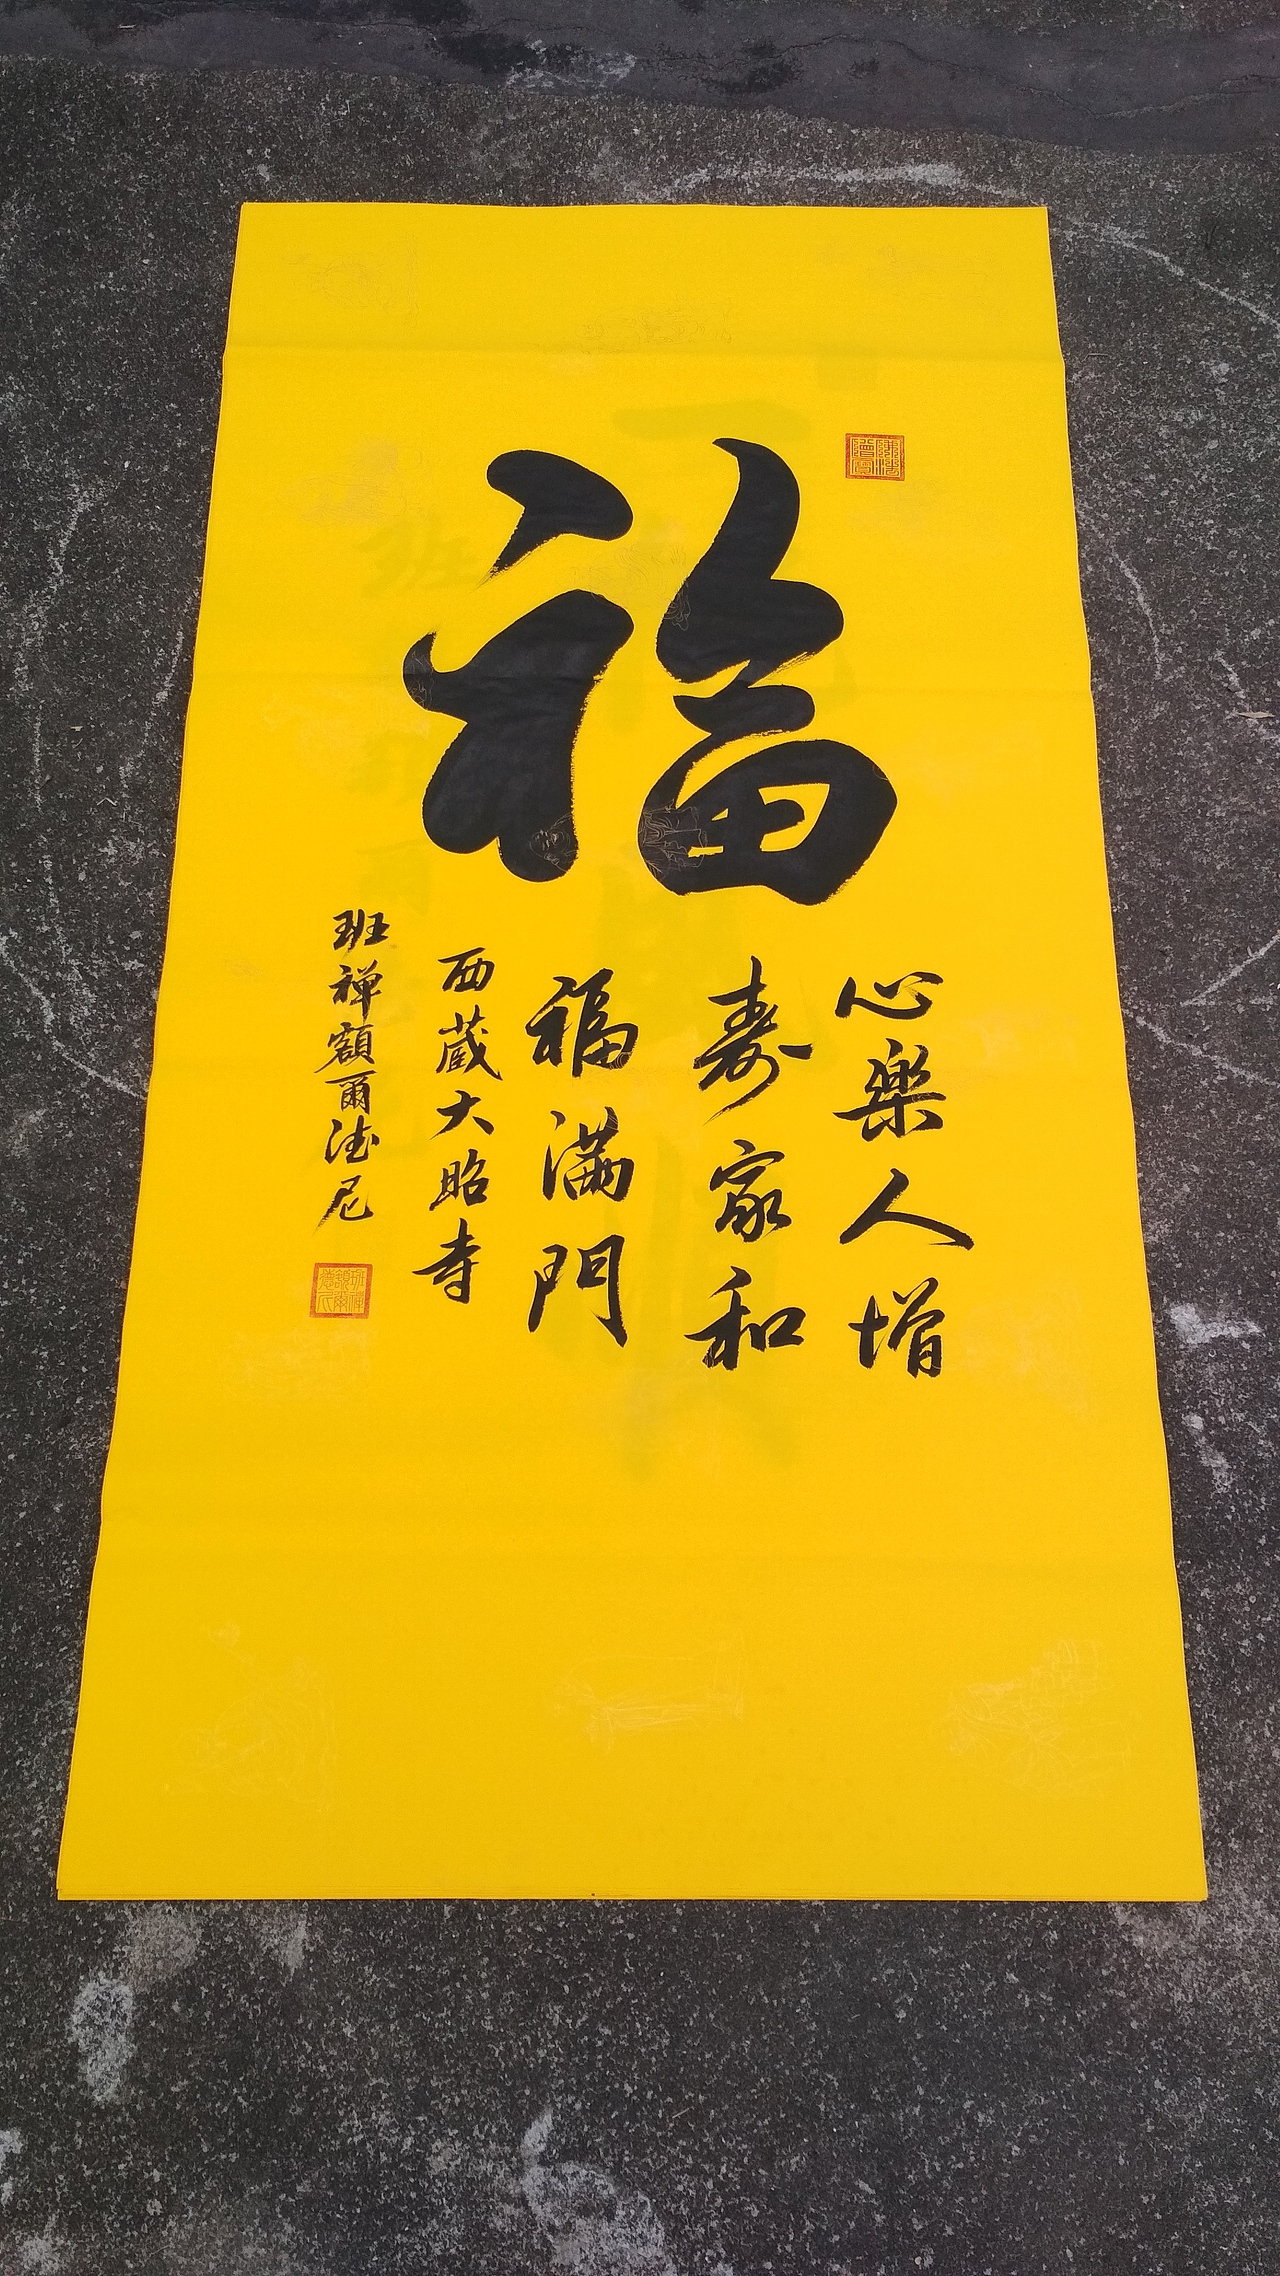 福
心樂人增
壽家和
福滿門
西藏大昭寺
班禅額爾德尼